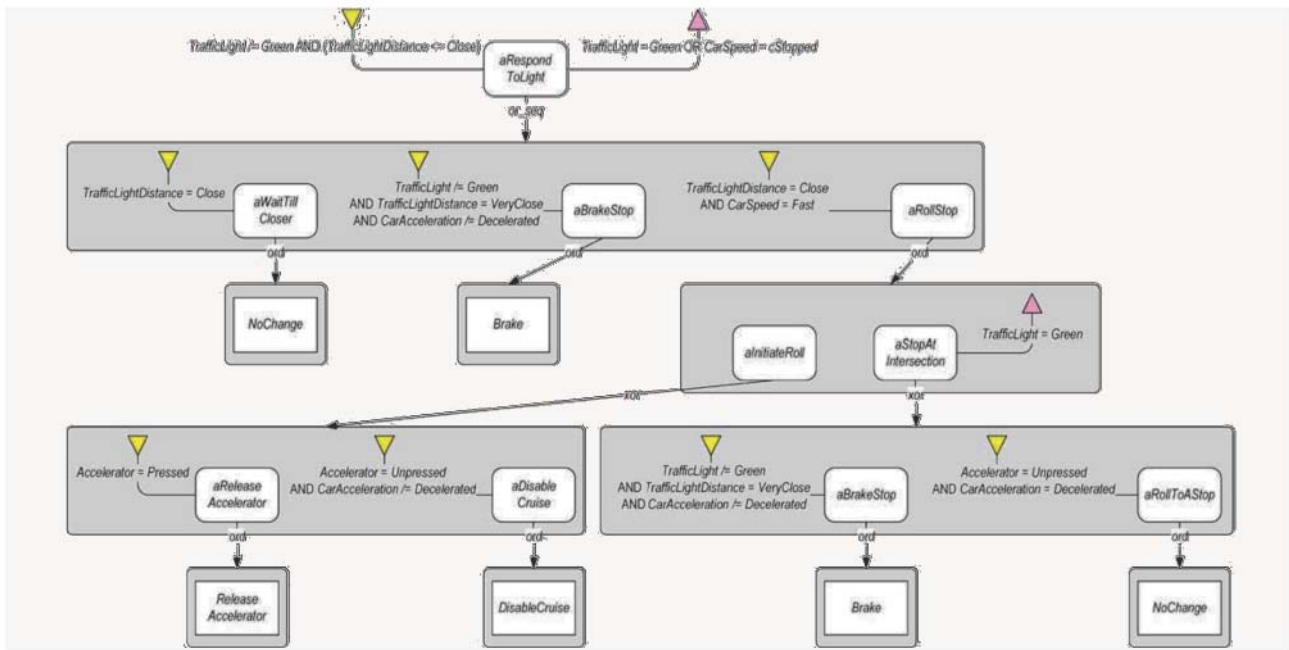 TrafficLight /= Green AND (TrafficLightDistance <= Close)
TrafficLight = Green OR CarSpeed = cStopped
aRespond
ToLight
or_seq
TrafficLightDistance = Close
aWaitTill
Closer
TrafficLight /= Green
AND TrafficLightDistance = VeryClose
AND CarAcceleration /= Decelerated
aBrakeStop
TrafficLightDistance = Close
AND CarSpeed = Fast
aRollStop
ord
ord
ord
NoChange
Brake
aInitiateRoll
aStopAt
Intersection
TrafficLight = Green
xor
xor
Accelerator = Pressed
aRelease
Accelerator
Accelerator = Unpressed
AND CarAcceleration /= Decelerated
aDisable
Cruise
TrafficLight /= Green
AND TrafficLightDistance = VeryClose
AND CarAcceleration /= Decelerated
aBrakeStop
Accelerator = Unpressed
AND CarAcceleration = Decelerated
aRollToAStop
ord
ord
ord
ord
Release
Accelerator
DisableCruise
Brake
NoChange